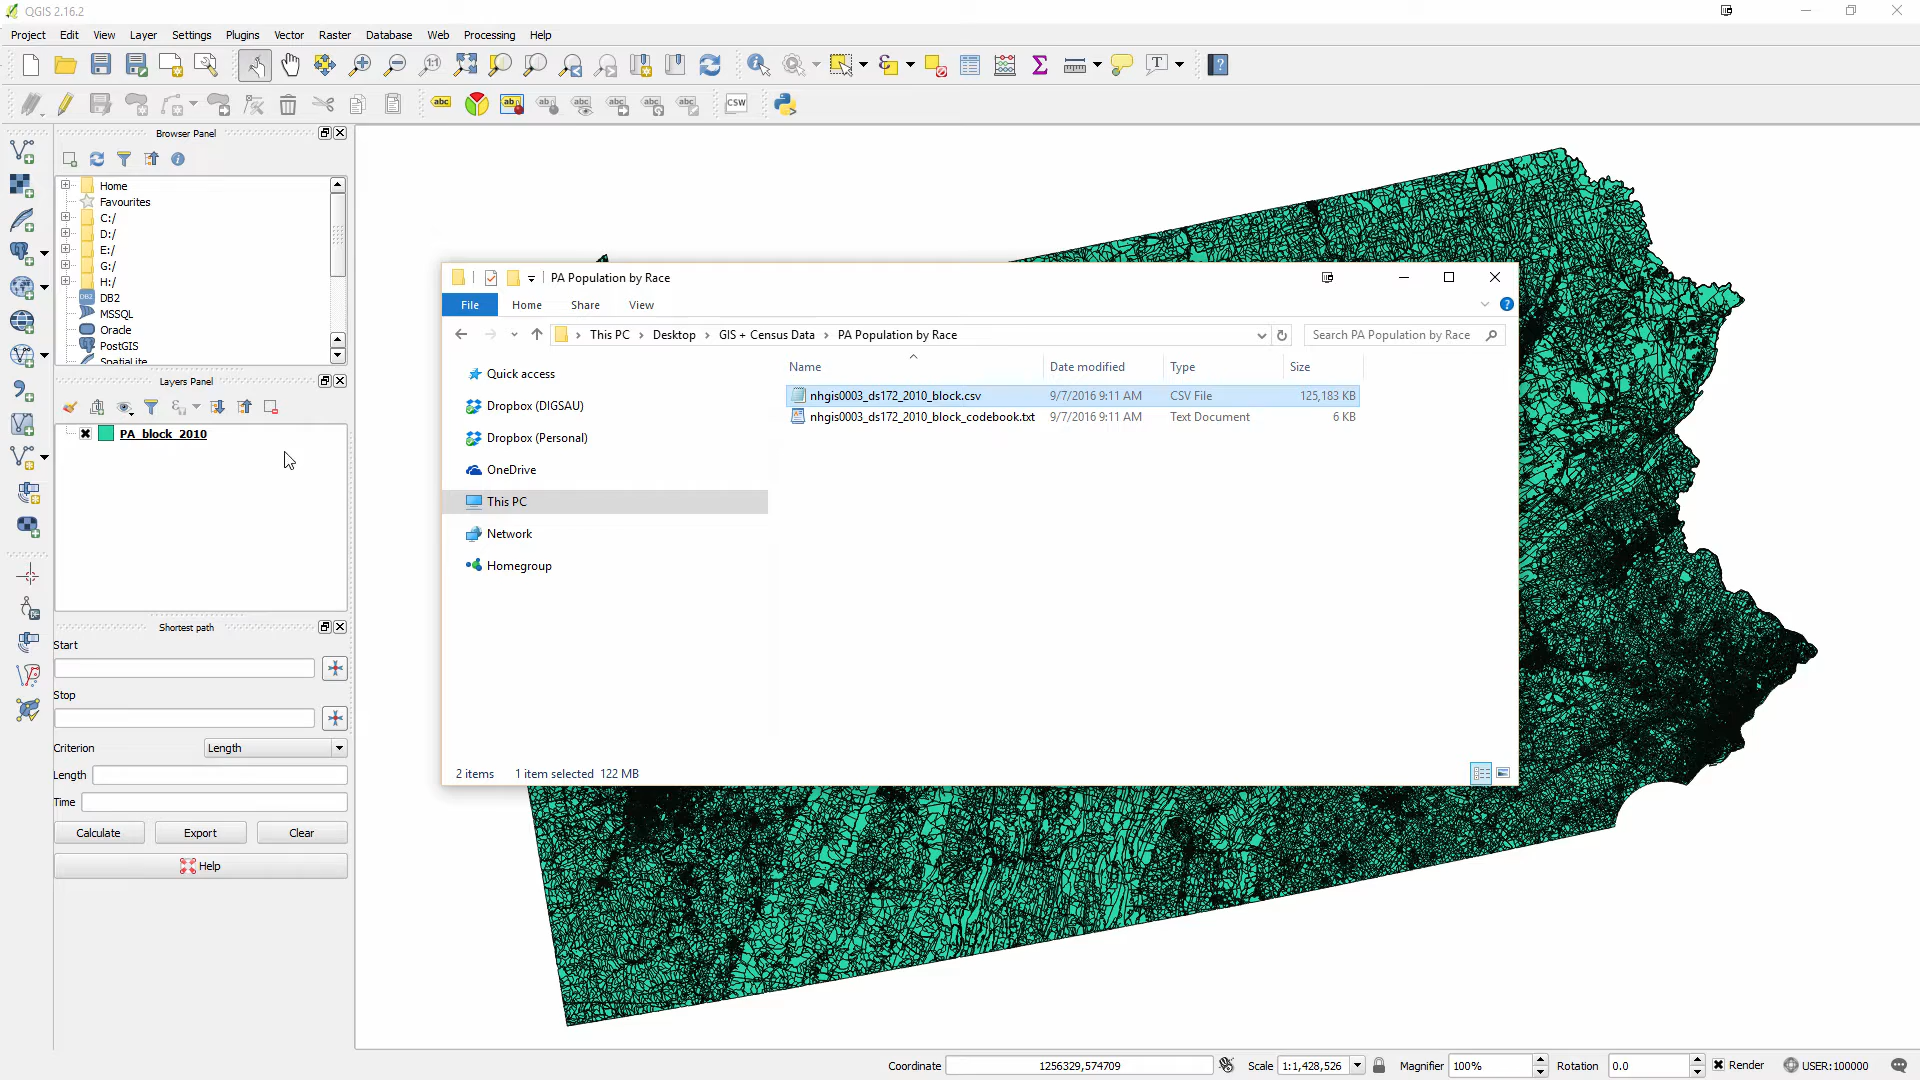 QGIS 2.16.2
Project Edit View Layer Settings Plugins Vector Raster Database Web Processing Help
abc
CSW
Browser Panel
Home
Favourites
C:/
D:/
E:/
G:/
H:/
DB2
MSSQL
Oracle
PostGIS
SpatiaLite
Layers Panel
PA_block_2010
Shortest path
Start
Stop
Criterion Length
Length
Time
Calculate Export Clear
Help
PA Population by Race
File Home Share View
This PC › Desktop › GIS + Census Data › PA Population by Race
Search PA Population by Race
Quick access
Dropbox (DIGSAU)
Dropbox (Personal)
OneDrive
This PC
Network
Homegroup
Name Date modified Type Size
nhgis0003_ds172_2010_block.csv 9/7/2016 9:11 AM CSV File 125,183 KB
nhgis0003_ds172_2010_block_codebook.txt 9/7/2016 9:11 AM Text Document 6 KB
2 items 1 item selected 122 MB
Coordinate 1256329,574709 Scale 1:1,428,526 Magnifier 100% Rotation 0.0 Render USER:100000